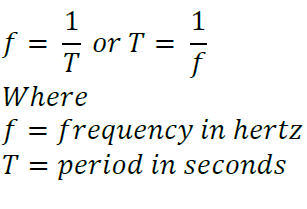 f = 1/T or T = 1/f
Where
f = frequency in hertz
T = period in seconds